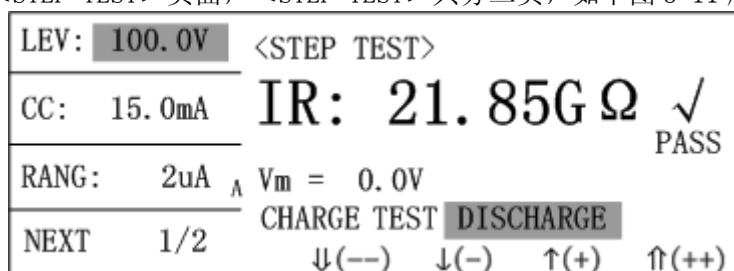 LEV: 100.0V
<STEP TEST>
CC: 15.0mA
IR: 21.85GΩ √
PASS
RANG: 2uA ∧
Vm = 0.0V
CHARGE TEST DISCHARGE
NEXT 1/2
⇓(--) ↓(-) ↑(+) ⇑(++)